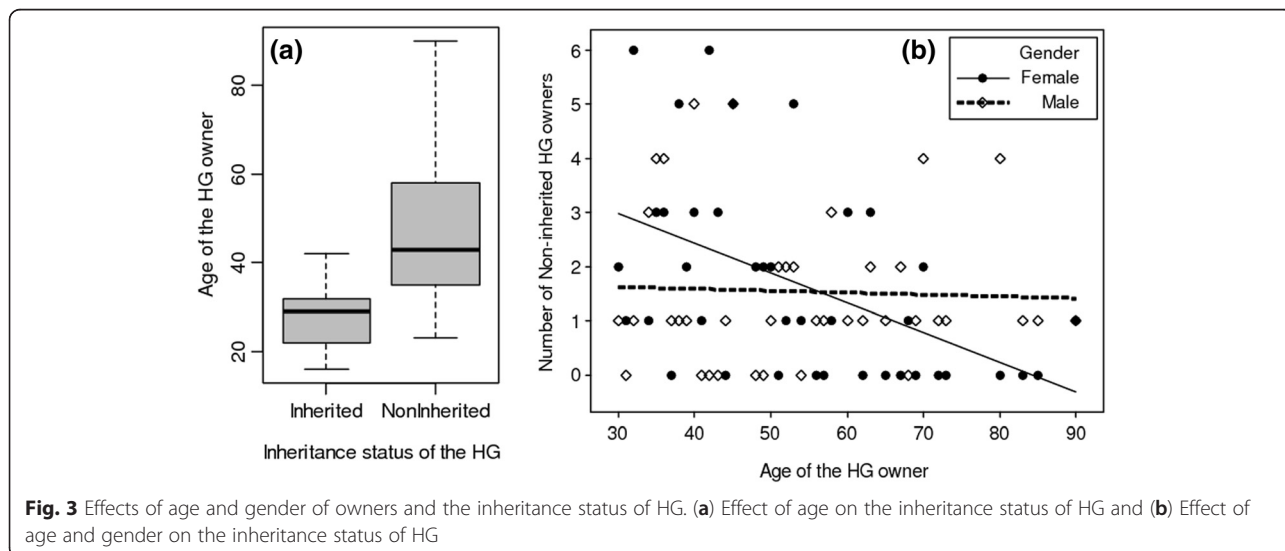 (a)
80
60
40
20
Age of the HG owner
Inherited NonInherited
Inheritance status of the HG
(b)
Gender
Female
Male
6
5
4
3
2
1
0
Number of Non-inherited HG owners
30 40 50 60 70 80 90
Age of the HG owner
Fig. 3 Effects of age and gender of owners and the inheritance status of HG. (a) Effect of age on the inheritance status of HG and (b) Effect of
age and gender on the inheritance status of HG